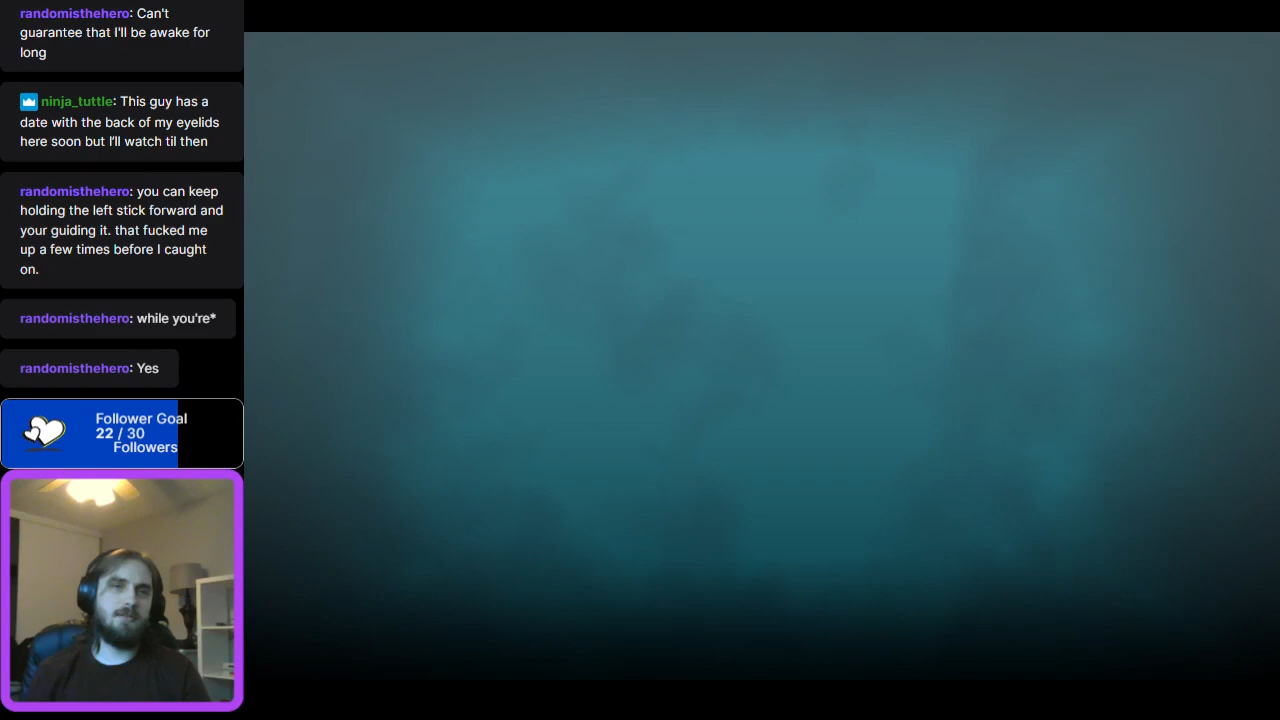 randomisthehero: Can't
guarantee that I'll be awake for
long
ninja_tuttle: This guy has a
date with the back of my eyelids
here soon but I'll watch til then
randomisthehero: you can keep
holding the left stick forward and
your guiding it. that fucked me
up a few times before I caught
on.
randomisthehero: while you're*
randomisthehero: Yes
Follower Goal
22 / 30
Followers